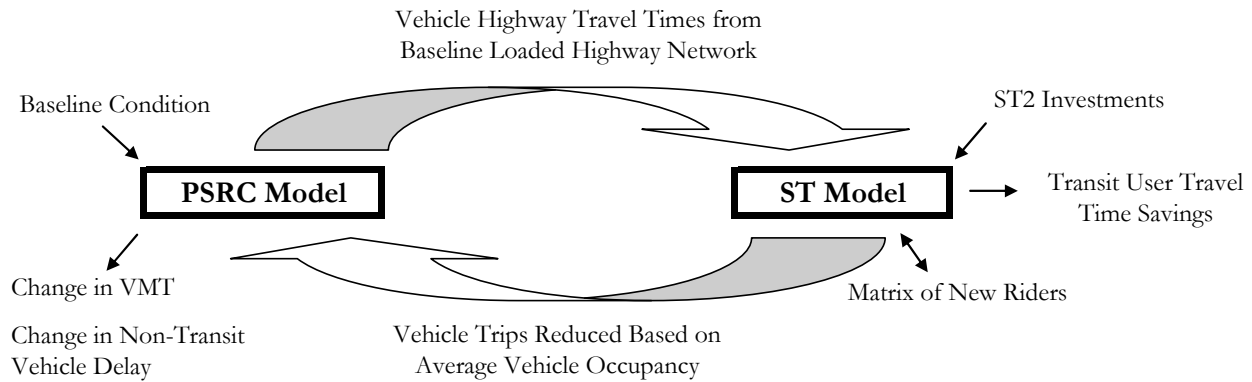 Vehicle Highway Travel Times from
Baseline Loaded Highway Network
Baseline Condition
ST2 Investments
PSRC Model
ST Model
Transit User Travel
Time Savings
Change in VMT
Matrix of New Riders
Change in Non-Transit
Vehicle Delay
Vehicle Trips Reduced Based on
Average Vehicle Occupancy